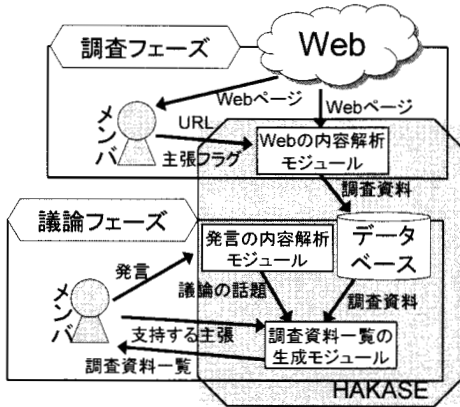 調査フェーズ
Web
Webページ
Webページ
メンバ
URL
主張フラグ
Webの内容解析
モジュール
調査資料
議論フェーズ
発言の内容解析
モジュール
データ
ベース
発言
メンバ
議論の話題
調査資料
支持する主張
調査資料一覧の
生成モジュール
調査資料一覧
HAKASE